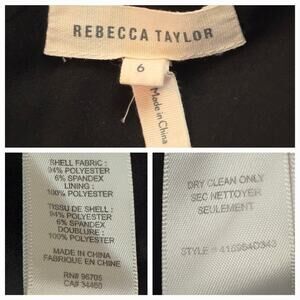 REBECCA TAYLOR
6
Made in China
SHELL FABRIC :
94% POLYESTER
6% SPANDEX
LINING :
100% POLYESTER
TISSU DE SHELL :
94% POLYESTER
6% SPANDEX
DOUBLURE :
100% POLYESTER
MADE IN CHINA
FABRIQUE EN CHINE
RN# 96705
CA# 34460
DRY CLEAN ONLY
SEC NETTOYER
SEULEMENT
STYLE # 415954D343